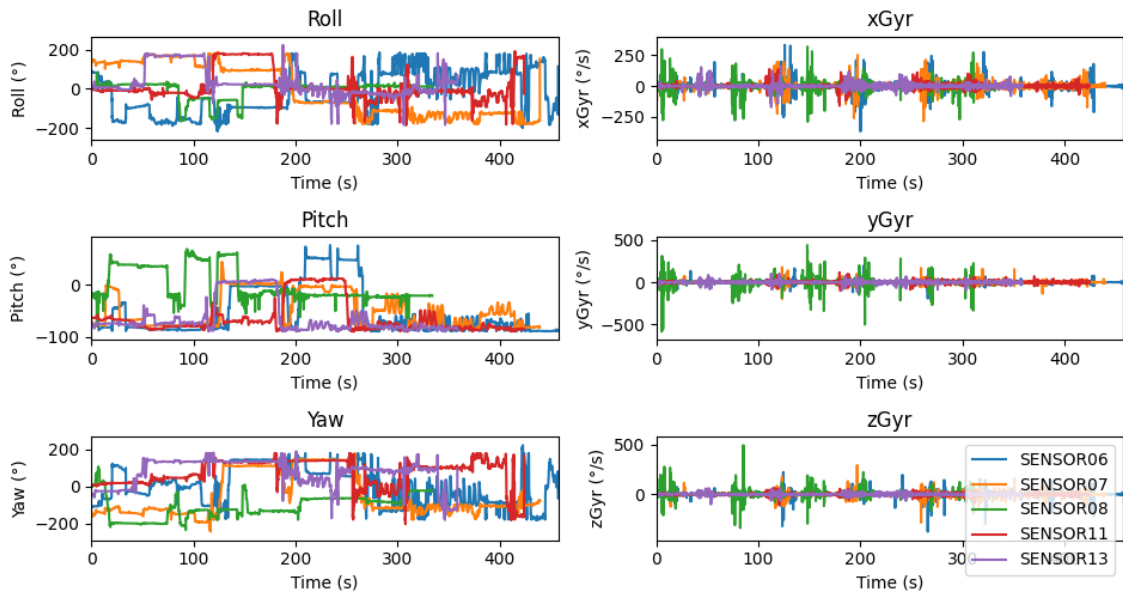 Roll
Roll (°)
200
0
−200
0 100 200 300 400
Time (s)
xGyr
xGyr (°/s)
250
0
−250
0 100 200 300 400
Time (s)
Pitch
Pitch (°)
0
−100
0 100 200 300 400
Time (s)
yGyr
yGyr (°/s)
500
0
−500
0 100 200 300 400
Time (s)
Yaw
Yaw (°)
200
0
−200
0 100 200 300 400
Time (s)
zGyr
zGyr (°/s)
500
0
0 100 200 300 400
Time (s)
SENSOR06
SENSOR07
SENSOR08
SENSOR11
SENSOR13